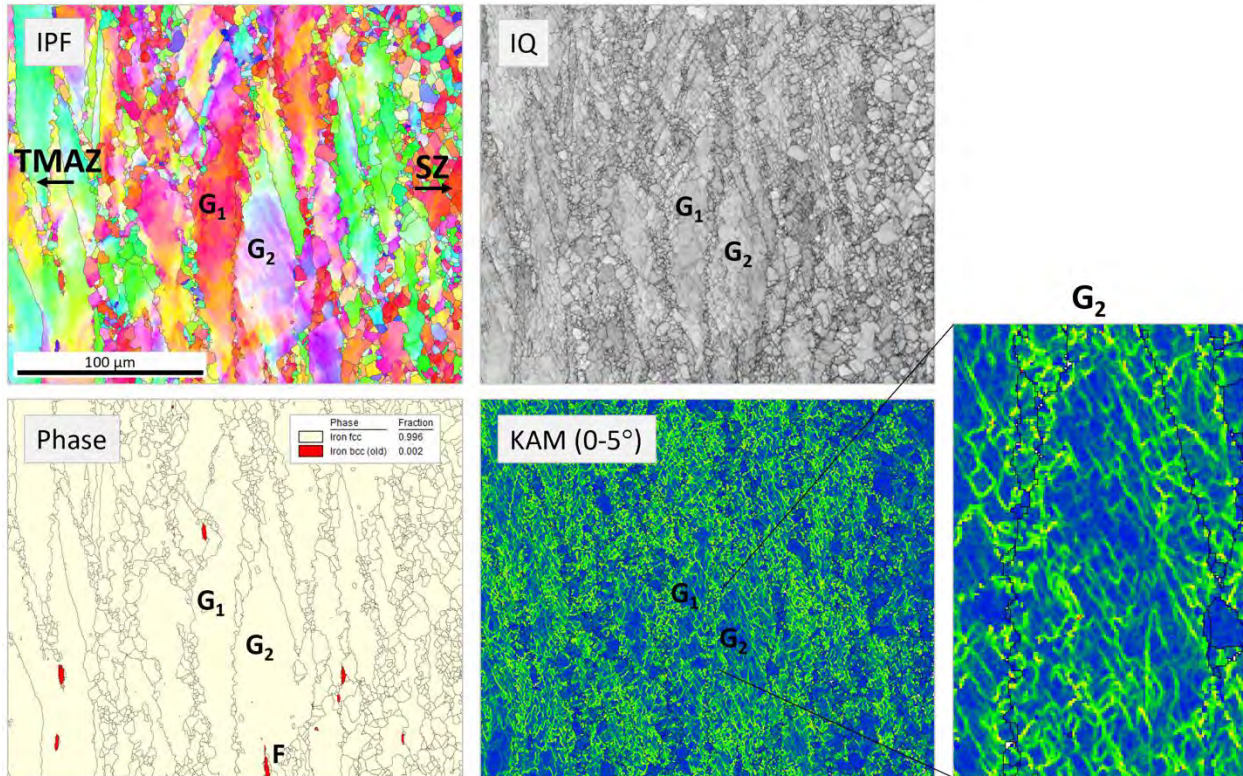 IPF
TMAZ
SZ
G₁
G₂
100 µm
IQ
G₁
G₂
G₂
Phase
Phase Fraction
Iron fcc 0.996
Iron bcc (old) 0.002
G₁
G₂
F
KAM (0-5°)
G₁
G₂